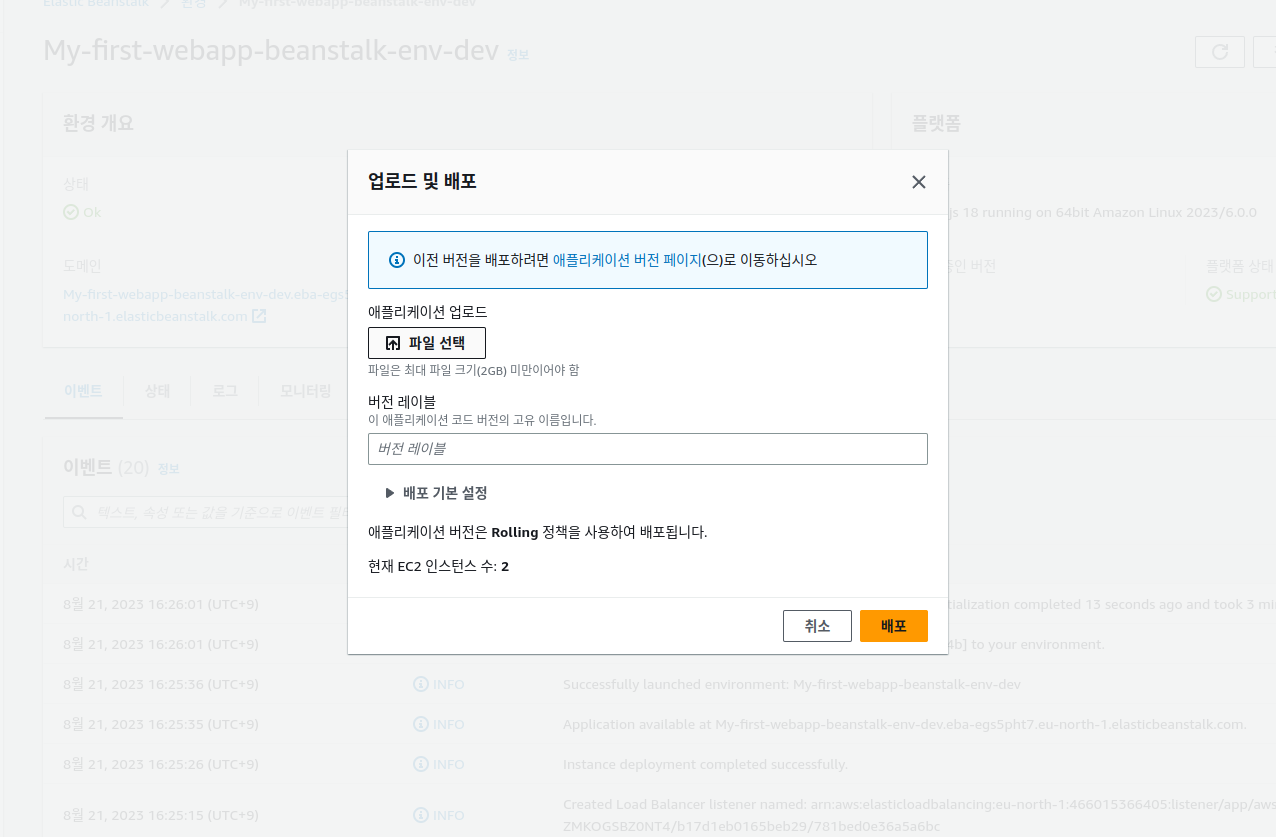 Elastic Beanstalk > 환경 > My-first-webapp-beanstalk-env-dev
My-first-webapp-beanstalk-env-dev 정보
환경 개요
플랫폼
상태
Ok
js 18 running on 64bit Amazon Linux 2023/6.0.0
도메인
인 버전
플랫폼 상태
My-first-webapp-beanstalk-env-dev.eba-egs5
north-1.elasticbeanstalk.com
Support
이벤트
상태
로그
모니터링
이벤트 (20) 정보
텍스트, 속성 또는 값을 기준으로 이벤트 필터
시간
8월 21, 2023 16:26:01 (UTC+9)
ialization completed 13 seconds ago and took 3 mi
8월 21, 2023 16:26:01 (UTC+9)
4b] to your environment.
8월 21, 2023 16:25:36 (UTC+9) INFO Successfully launched environment: My-first-webapp-beanstalk-env-dev
8월 21, 2023 16:25:35 (UTC+9) INFO Application available at My-first-webapp-beanstalk-env-dev.eba-egs5pht7.eu-north-1.elasticbeanstalk.com.
8월 21, 2023 16:25:26 (UTC+9) INFO Instance deployment completed successfully.
8월 21, 2023 16:25:15 (UTC+9) INFO Created Load Balancer listener named: arn:aws:elasticloadbalancing:eu-north-1:466015366405:listener/app/aws
ZMKOGSBZ0NT4/b17d1eb0165beb29/781bed0e36a5a6bc
업로드 및 배포
이전 버전을 배포하려면 애플리케이션 버전 페이지(으)로 이동하십시오
애플리케이션 업로드
파일 선택
파일은 최대 파일 크기(2GB) 미만이어야 함
버전 레이블
이 애플리케이션 코드 버전의 고유 이름입니다.
버전 레이블
배포 기본 설정
애플리케이션 버전은 Rolling 정책을 사용하여 배포됩니다.
현재 EC2 인스턴스 수: 2
취소
배포